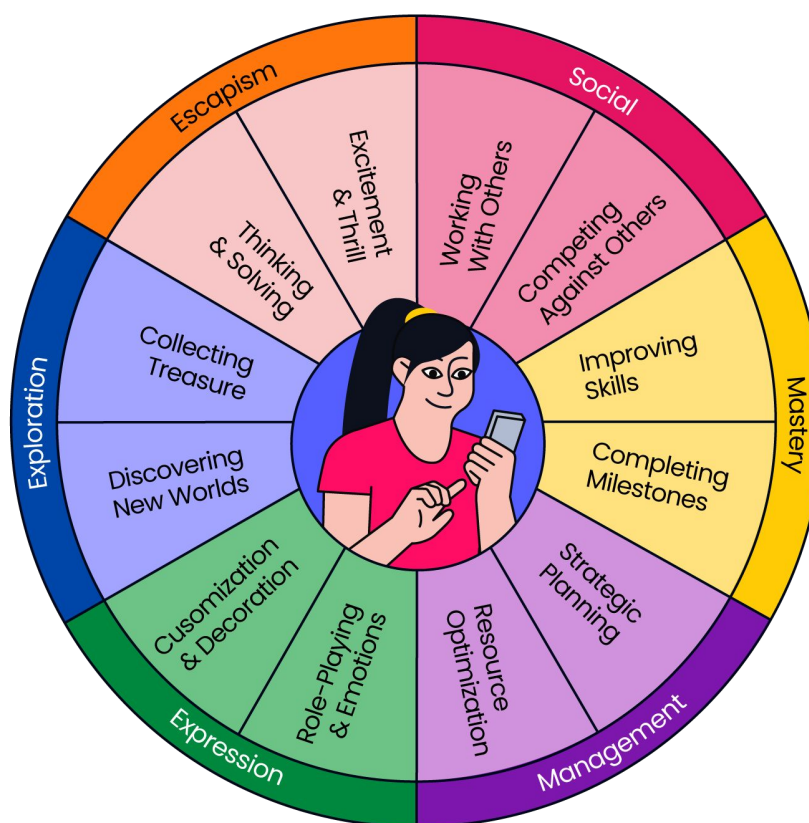 Escapism
Excitement
& Thrill
Thinking
& Solving
Social
Working
With Others
Competing
Against Others
Mastery
Improving
Skills
Completing
Milestones
Management
Strategic
Planning
Resource
Optimization
Expression
Role-Playing
& Emotions
Cusomization
& Decoration
Exploration
Discovering
New Worlds
Collecting
Treasure